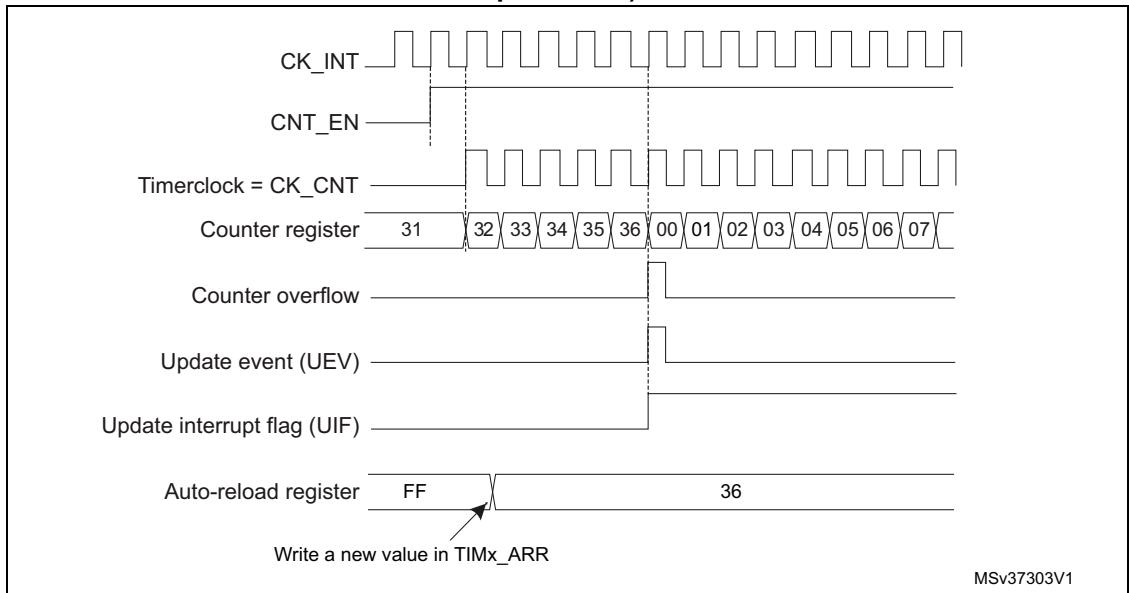 CK_INT
CNT_EN
Timerclock = CK_CNT
Counter register 31 32 33 34 35 36 00 01 02 03 04 05 06 07
Counter overflow
Update event (UEV)
Update interrupt flag (UIF)
Auto-reload register FF 36
Write a new value in TIMx_ARR
MSv37303V1